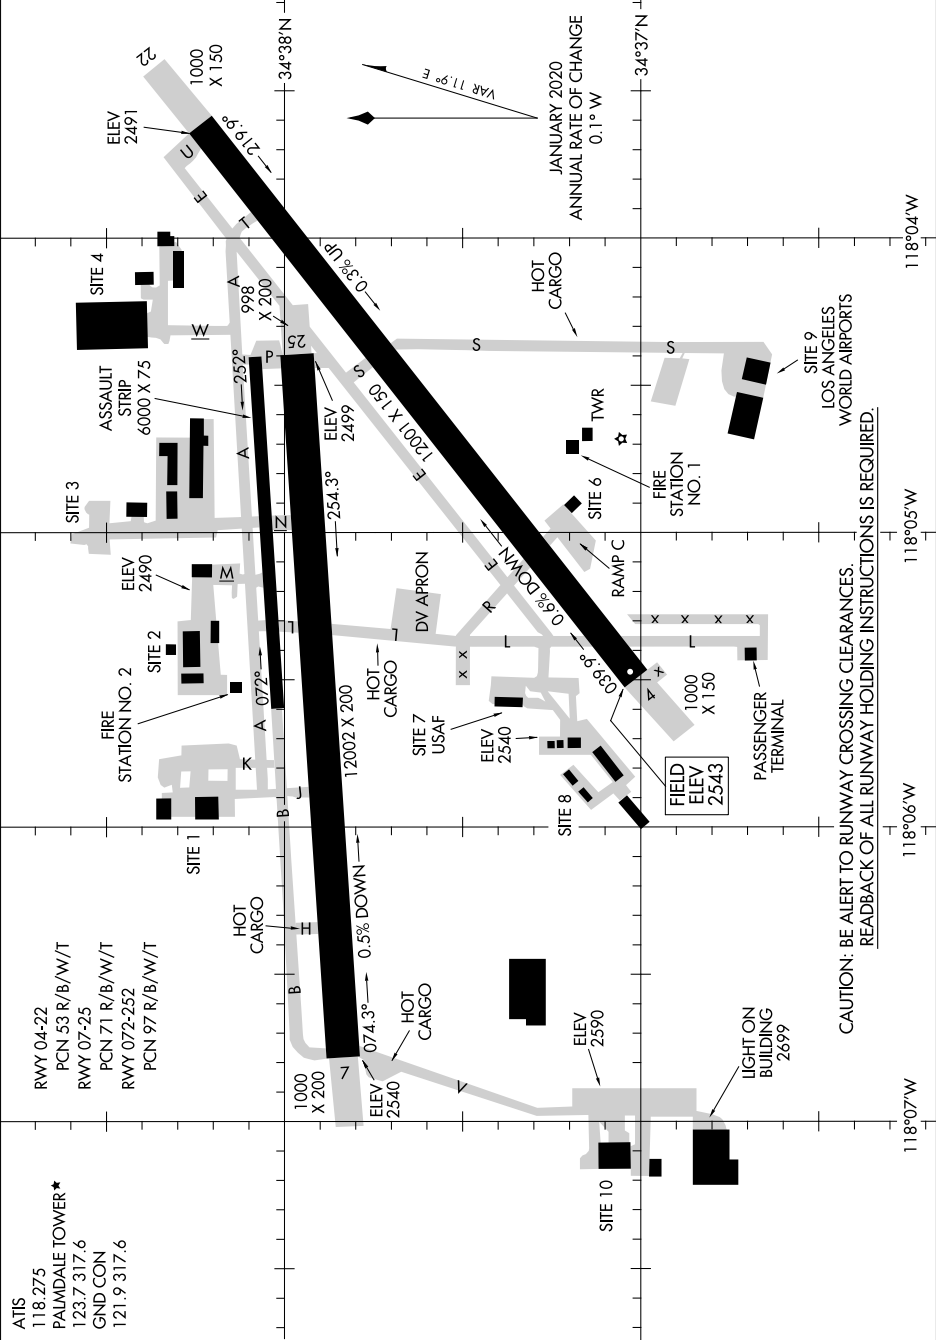 ATIS
118.275
PALMDALE TOWER★
123.7 317.6
GND CON
121.9 317.6
RWY 04-22
PCN 53 R/B/W/T
RWY 07-25
PCN 71 R/B/W/T
RWY 072-252
PCN 97 R/B/W/T
SITE 1
FIRE
STATION NO. 2
SITE 2
ELEV
2490
SITE 3
ASSAULT
STRIP
6000 X 75
SITE 4
ELEV
2491
22
1000
X 150
U
E
T
219.9°
A
W
998
X 200
25
P
252°
A
ELEV
2499
254.3°
N
M
072°
A
K
J
B
L
12002 X 200
HOT
CARGO
H
B
0.5% DOWN
074.3°
HOT
CARGO
7
1000
X 200
ELEV
2540
V
34°38'N
34°37'N
VAR 11.9° E
JANUARY 2020
ANNUAL RATE OF CHANGE
0.1° W
0.3% UP
12001 X 150
S
E
S
S
HOT
CARGO
E
R
0.6% DOWN
039.9°
DV APRON
L
HOT
CARGO
X X
L
L
X X X X
TWR
FIRE
STATION
NO. 1
SITE 6
RAMP C
SITE 9
LOS ANGELES
WORLD AIRPORTS
SITE 7
USAF
ELEV
2540
SITE 8
4
X
1000
X 150
FIELD
ELEV
2543
PASSENGER
TERMINAL
ELEV
2590
SITE 10
LIGHT ON
BUILDING
2699
118°07'W
118°06'W
118°05'W
118°04'W
CAUTION: BE ALERT TO RUNWAY CROSSING CLEARANCES.
READBACK OF ALL RUNWAY HOLDING INSTRUCTIONS IS REQUIRED.